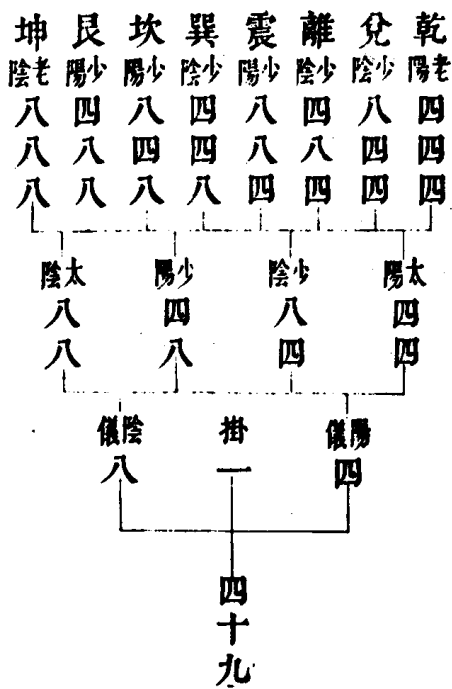 乾 兌 離 震 巽 坎 艮 坤
老陽 少陰 少陰 少陽 少陰 少陽 少陽 老陰
四 八 四 八 四 八 四 八
四 四 八 八 四 四 八 八
四 四 四 四 八 八 八 八
太陽 少陰 少陽 太陰
四 八 四 八
四 四 八 八
陽儀 掛 陰儀
四 一 八
四十九